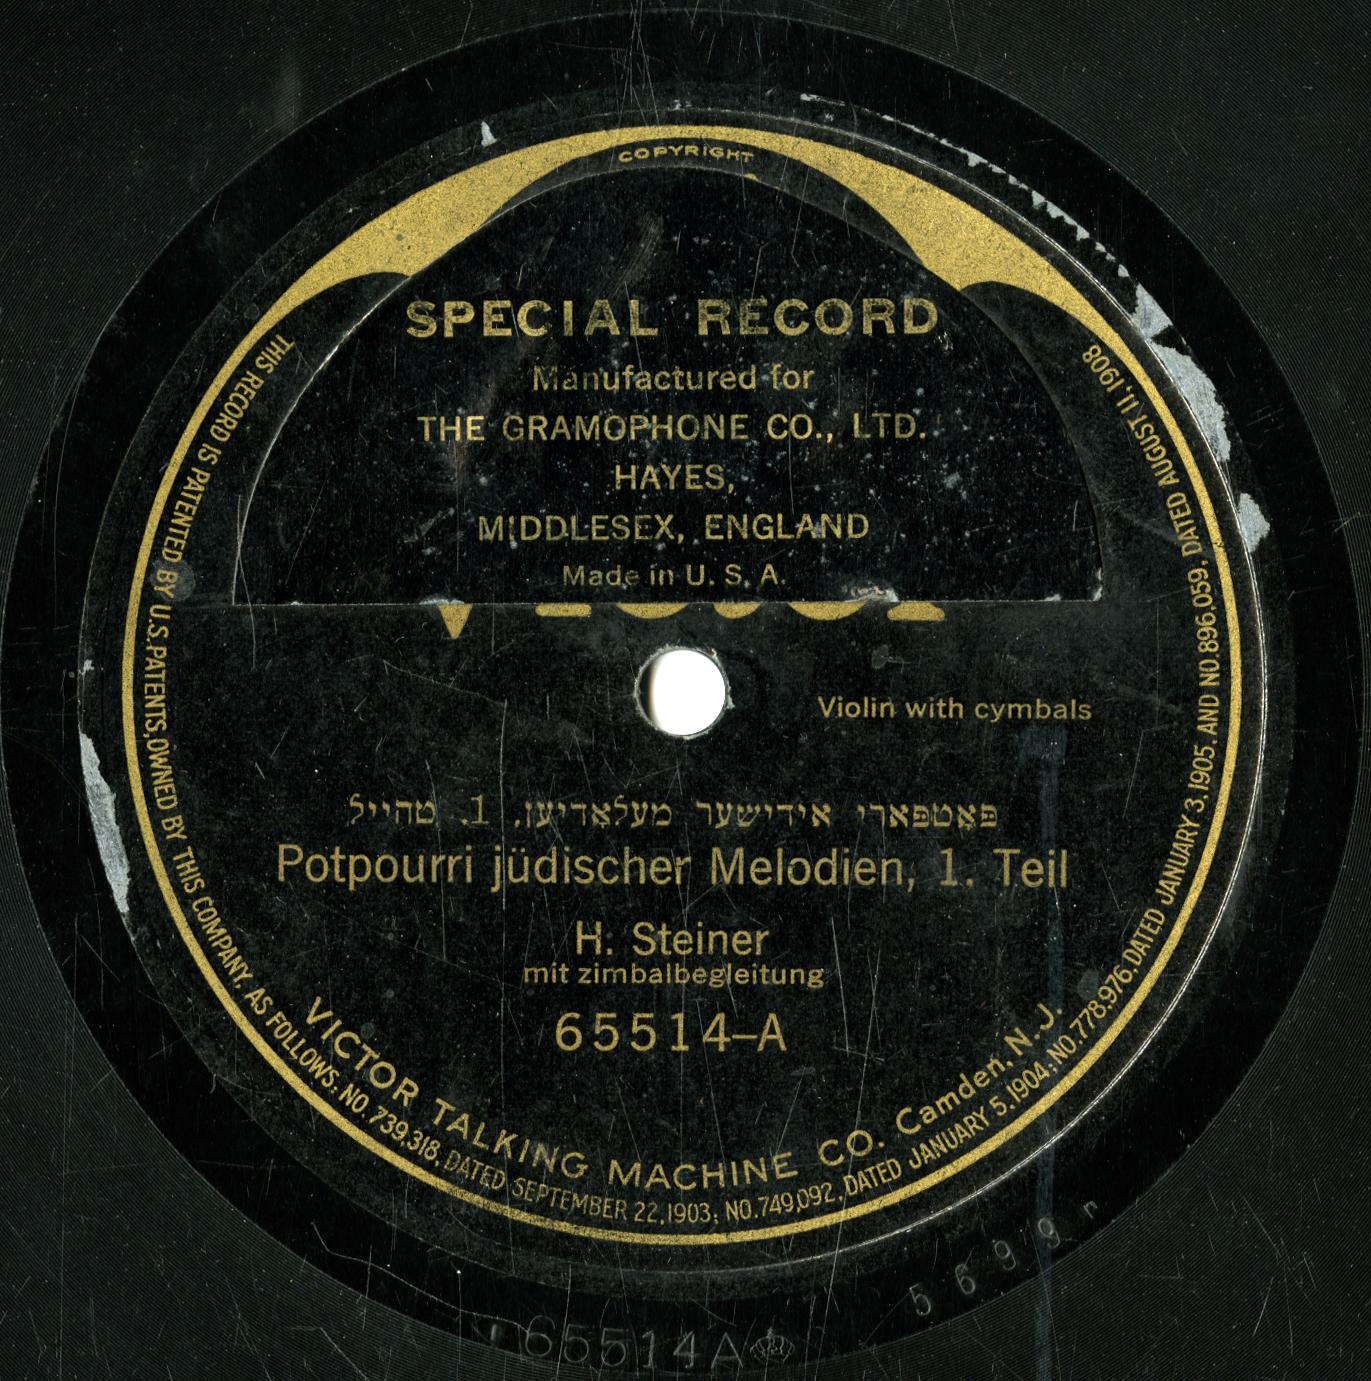 COPYRIGHT
SPECIAL RECORD
Manufactured for
THE GRAMOPHONE CO., LTD.
HAYES,
MIDDLESEX, ENGLAND
Made in U. S. A.
Violin with cymbals
פּאָטפּארי אידישער מעלאָדיען, 1. טהייל
Potpourri jüdischer Melodien, 1. Teil
H. Steiner
mit zimbalbegleitung
65514–A
VICTOR TALKING MACHINE CO. Camden, N. J.
THIS RECORD IS PATENTED BY U.S. PATENTS, OWNED BY THIS COMPANY, AS FOLLOWS: NO. 739,318, DATED SEPTEMBER 22, 1903; NO. 749,092, DATED JANUARY 5, 1904; NO. 778,976, DATED JANUARY 3, 1905, AND NO. 896,059, DATED AUGUST 11, 1908
5699
65514A